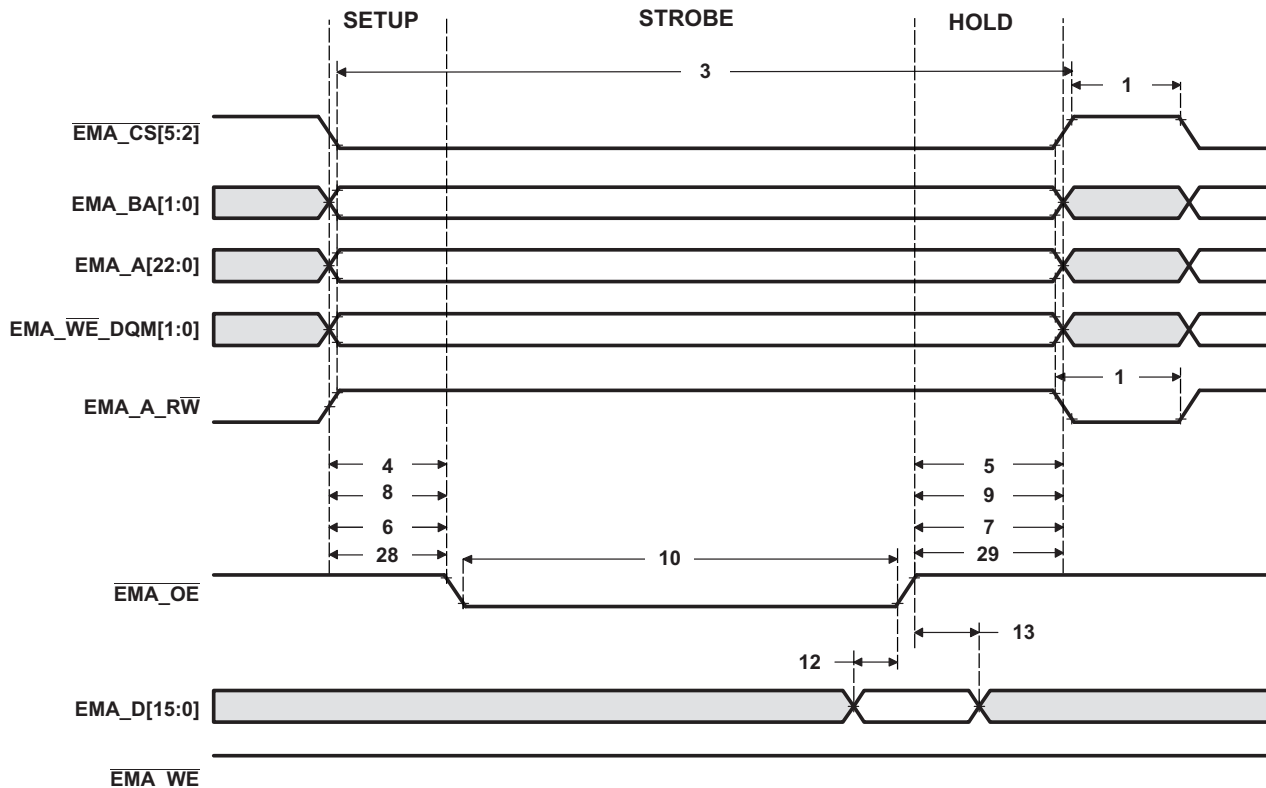 SETUP STROBE HOLD
3
1
EMA_CS[5:2]
EMA_BA[1:0]
EMA_A[22:0]
EMA_WE_DQM[1:0]
1
EMA_A_RW
4 5
8 9
6 7
28 29
10
EMA_OE
13
12
EMA_D[15:0]
EMA_WE